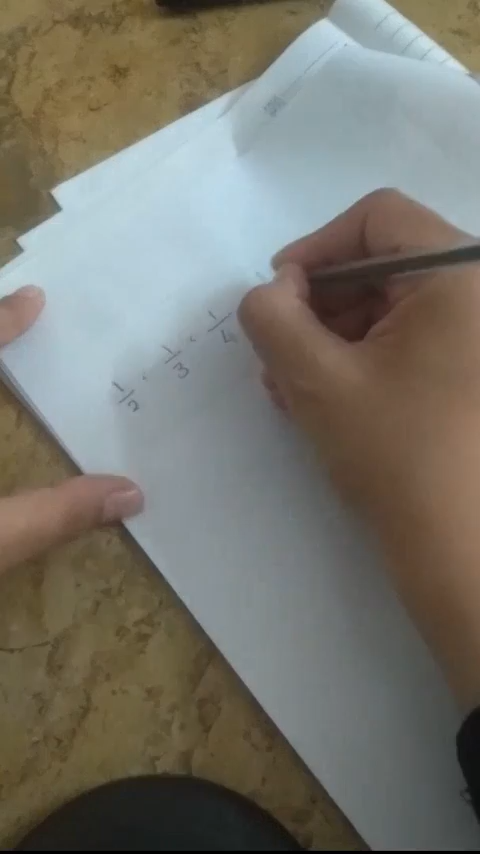 1/2 . 1/3 . 1/4